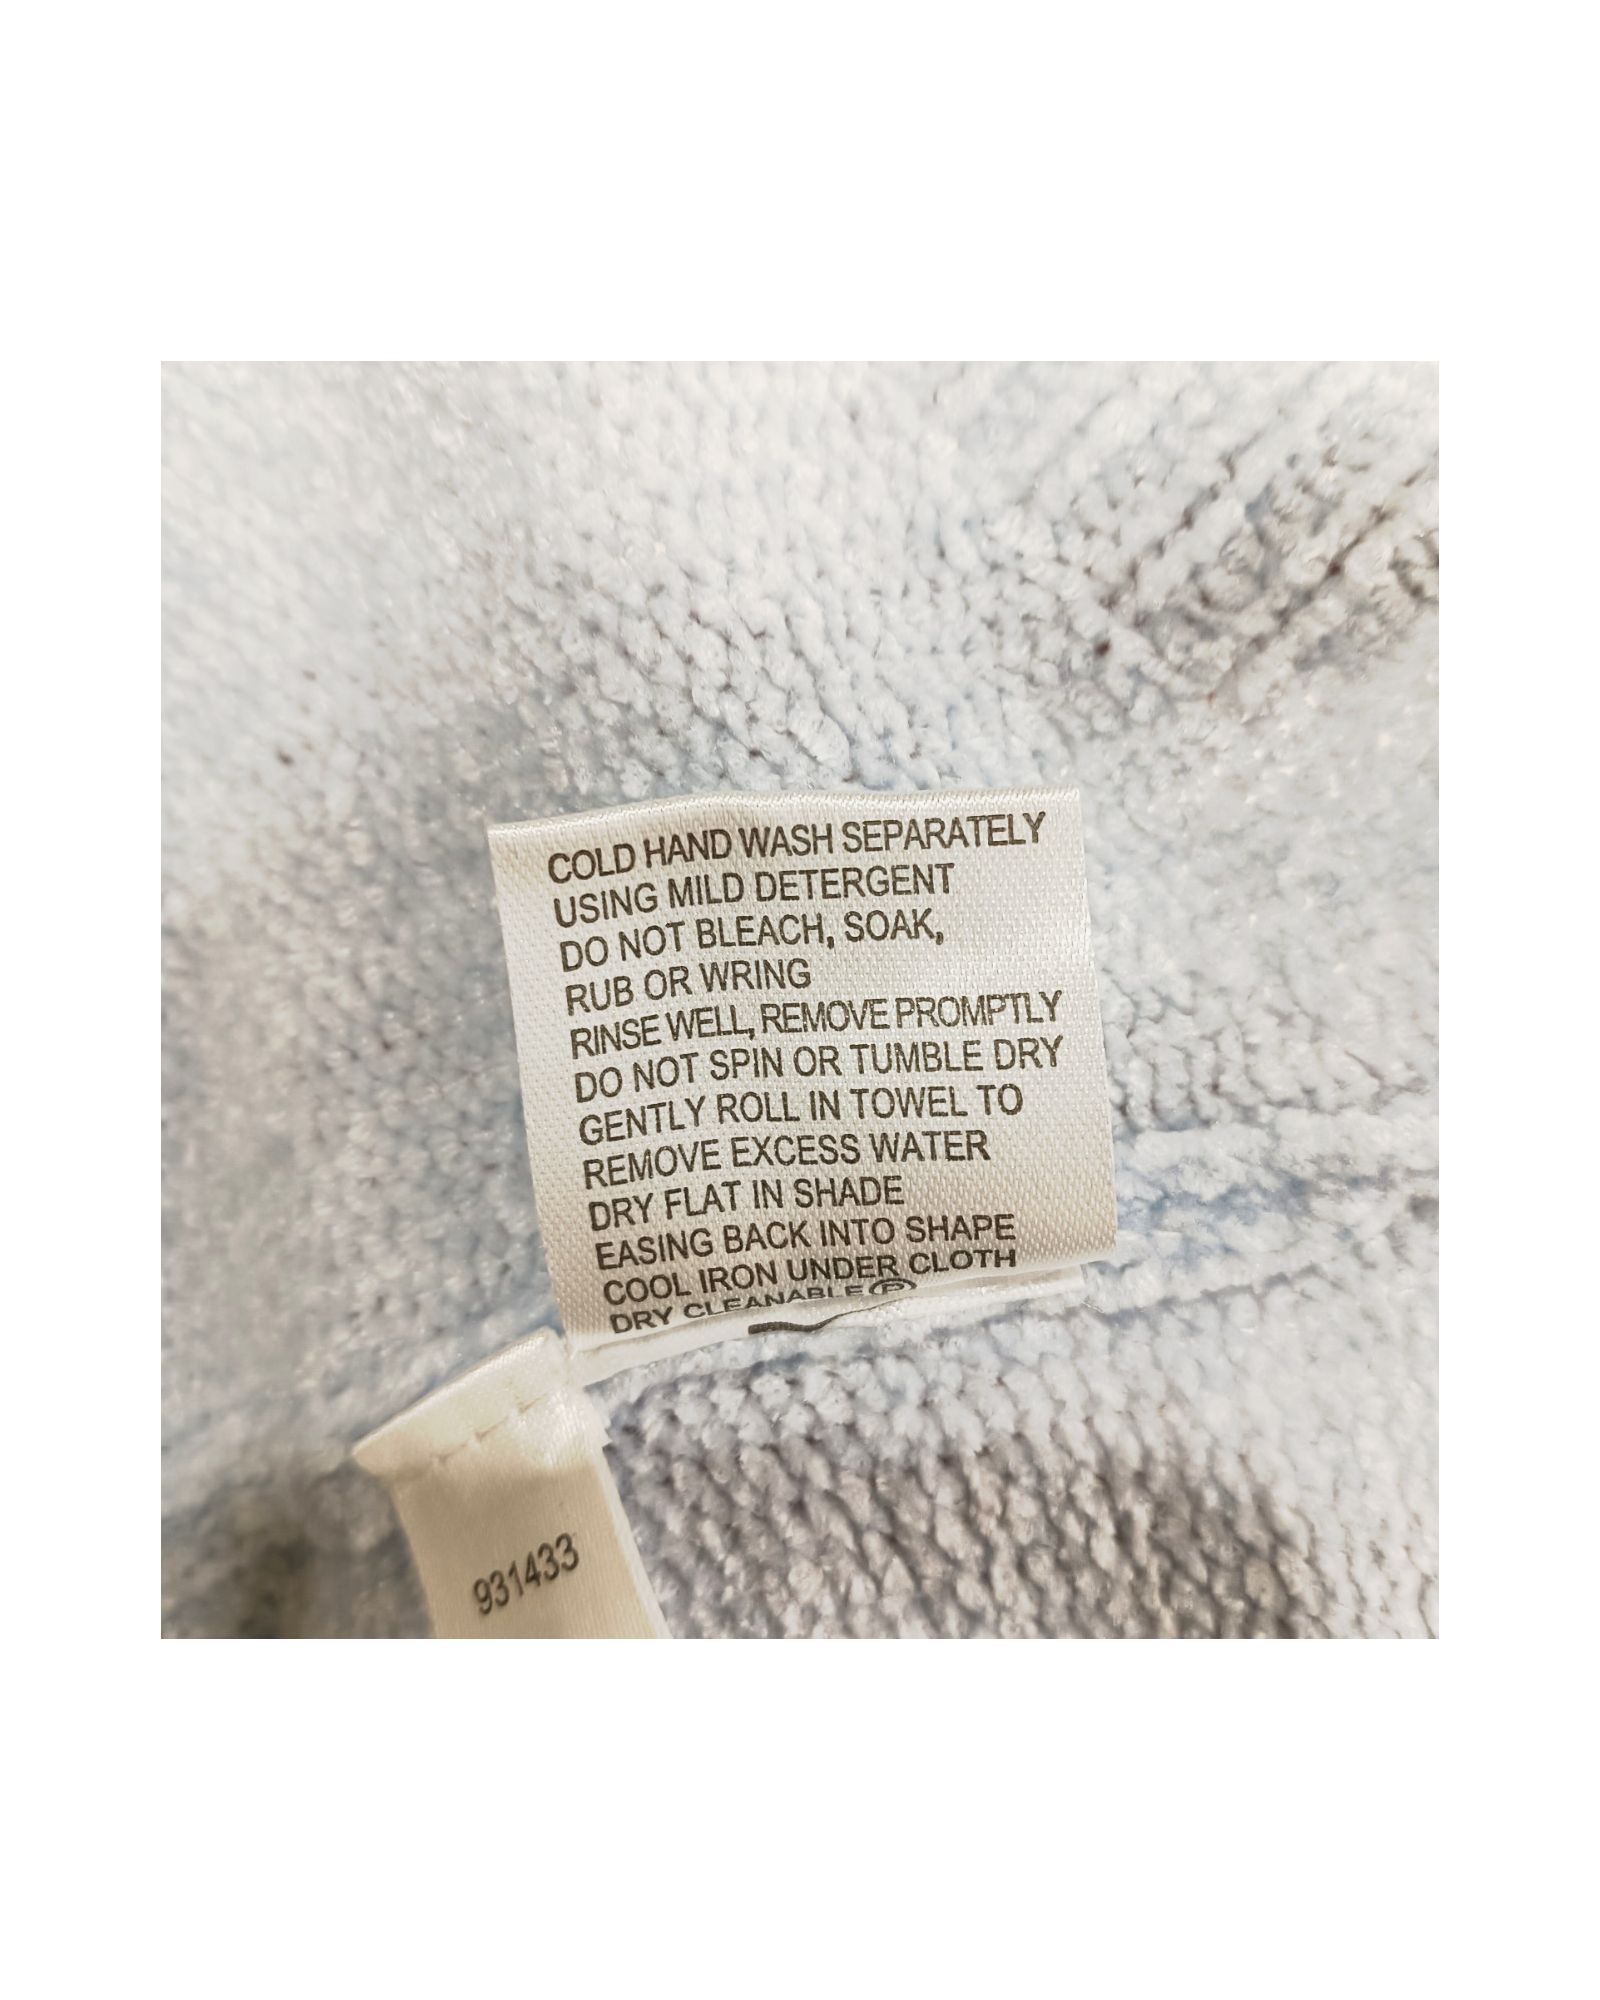 COLD HAND WASH SEPARATELY
USING MILD DETERGENT
DO NOT BLEACH, SOAK,
RUB OR WRING
RINSE WELL, REMOVE PROMPTLY
DO NOT SPIN OR TUMBLE DRY
GENTLY ROLL IN TOWEL TO
REMOVE EXCESS WATER
DRY FLAT IN SHADE
EASING BACK INTO SHAPE
COOL IRON UNDER CLOTH
DRY CLEANABLE Ⓟ
931433